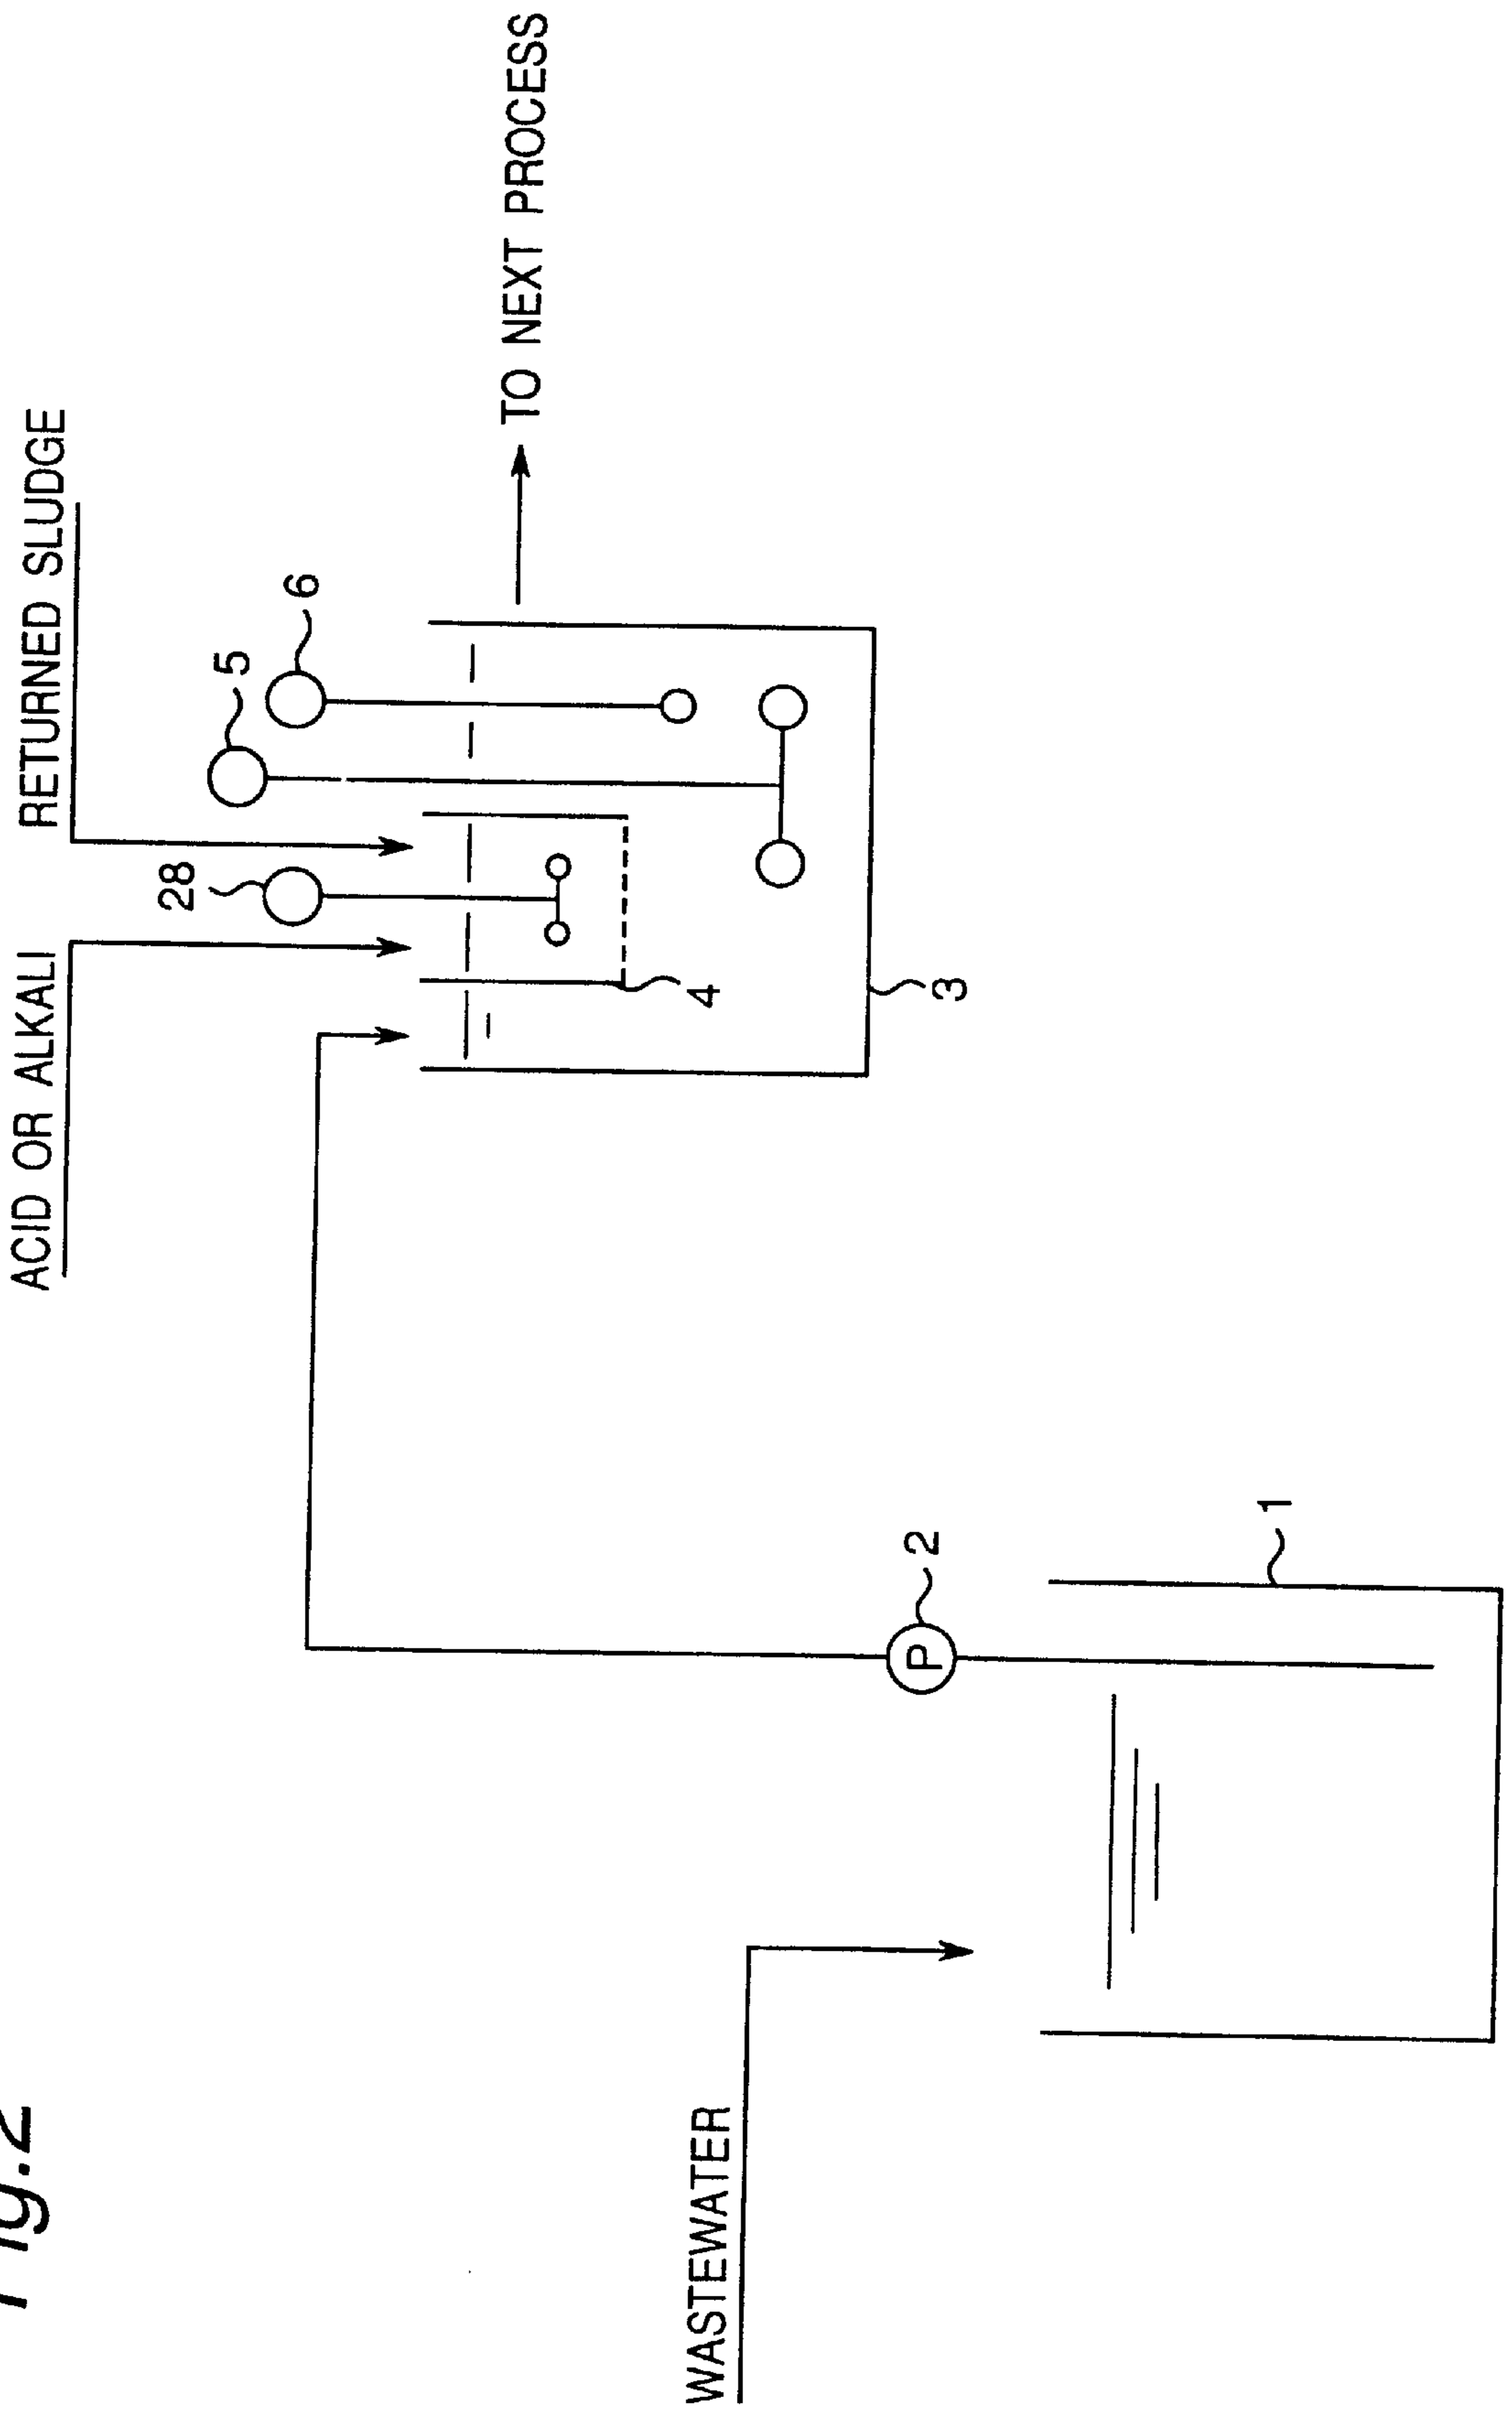 Fig.2
ACID OR ALKALI
RETURNED SLUDGE
28
5
6
TO NEXT PROCESS
4
3
2
P
1
WASTEWATER